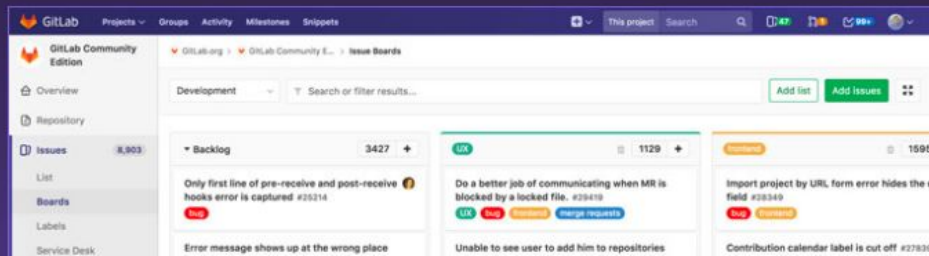 GitLab Projects Groups Activity Milestones Snippets This project Search 47 99+
GitLab Community Edition
GitLab.org > GitLab Community E... > Issue Boards
Overview
Repository
Issues 8,903
List
Boards
Labels
Service Desk
Development Search or filter results... Add list Add issues
Backlog 3427 +
Only first line of pre-receive and post-receive
hooks error is captured #25214
bug
Error message shows up at the wrong place
UX 1129 +
Do a better job of communicating when MR is
blocked by a locked file. #29419
UX bug frontend merge requests
Unable to see user to add him to repositories
frontend 1595
Import project by URL form error hides the
field #28349
bug frontend
Contribution calendar label is cut off